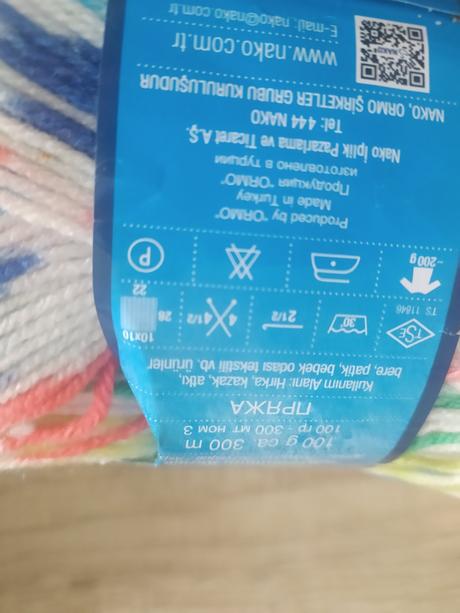 100 g ca. 300 m
100 гр - 300 мт ном 3
ПРЯЖА
Kullanım Alanı: Hırka, kazak, atkı,
bere, patik, bebek odası tekstili vb. ürünler
TSE
TS 11846
30°
2 1/2
4 4 1/2
28
22
10x10
~200 g
P
Produced by "ORMO"
Made in Turkey
Продукция "ORMO"
изготовлено в турции
Nako İplik Pazarlama ve Ticaret A.Ş.
Tel: 444 NAKO
NAKO, ORMO ŞİRKETLER GRUBU KURULUŞUDUR
www.nako.com.tr
E-mail: nako@nako.com.tr
NAKO